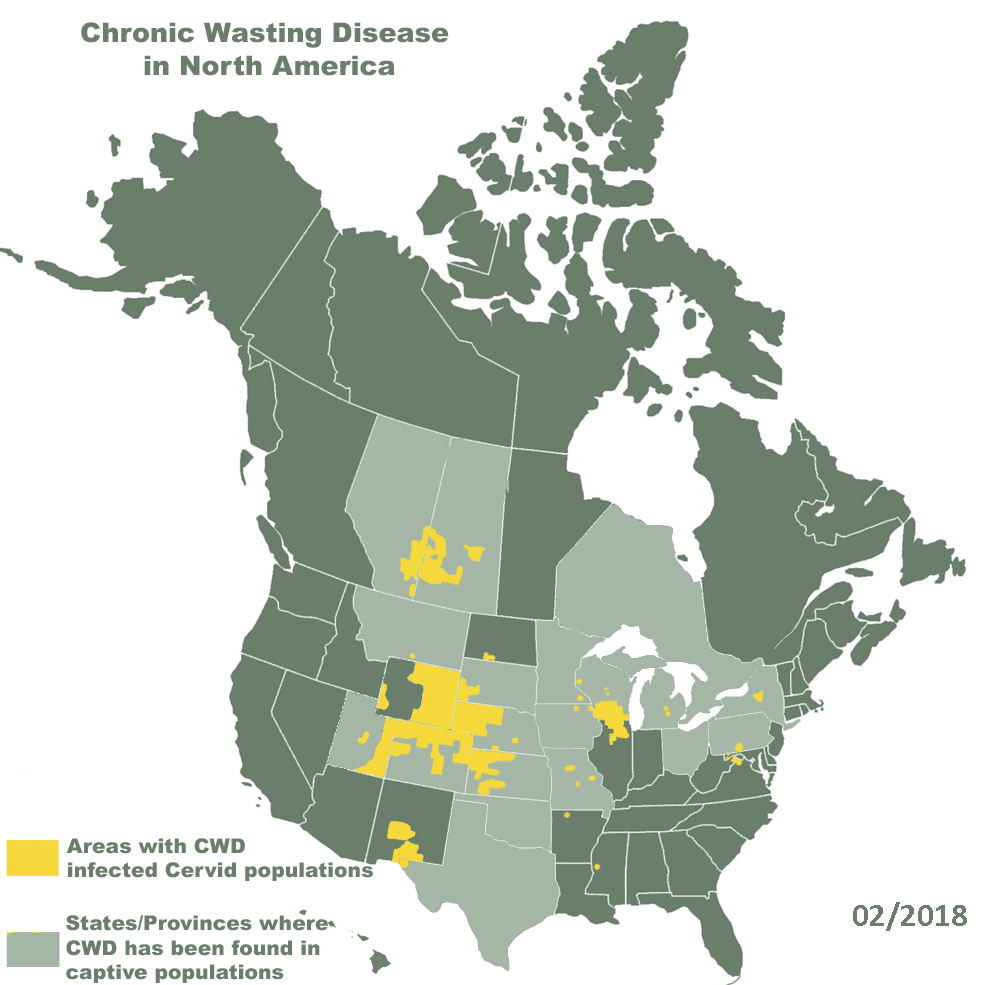 Chronic Wasting Disease
in North America
Areas with CWD
infected Cervid populations
States/Provinces where
CWD has been found in
captive populations
02/2018